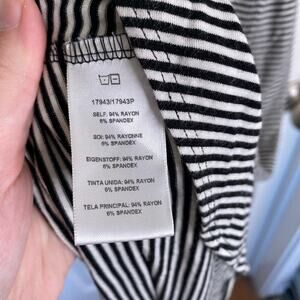 17943/17943P
SELF: 94% RAYON
6% SPANDEX
SOI: 94% RAYONNE
6% SPANDEX
EIGENSTOFF: 94% RAYON
6% SPANDEX
TINTA UNIDA: 94% RAYON
6% SPANDEX
TELA PRINCIPAL: 94% RAYON
6% SPANDEX